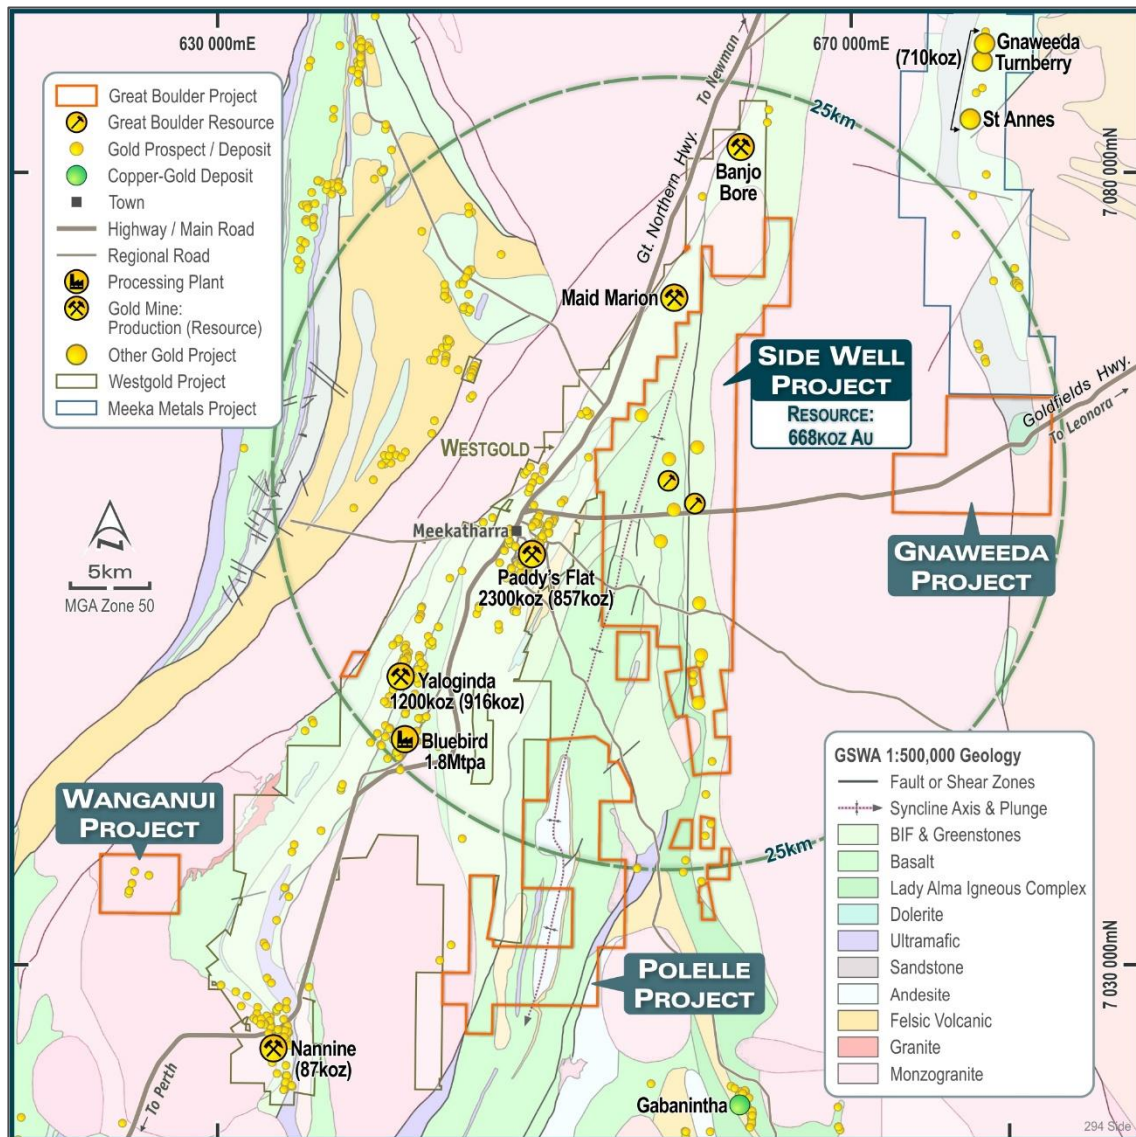 630 000mE
670 000mE
7 080 000mN
7 030 000mN
Great Boulder Project
Great Boulder Resource
Gold Prospect / Deposit
Copper-Gold Deposit
Town
Highway / Main Road
Regional Road
Processing Plant
Gold Mine:
Production (Resource)
Other Gold Project
Westgold Project
Meeka Metals Project
5km
MGA Zone 50
To Newman →
Gt. Northern Hwy.
25km
(710koz)
Gnaweeda
Turnberry
St Annes
Banjo
Bore
Maid Marion
SIDE WELL
PROJECT
RESOURCE:
668KOZ AU
Goldfields Hwy.
To Leonora →
WESTGOLD →
Meekatharra
Paddy's Flat
2300koz (857koz)
GNAWEEDA
PROJECT
Yaloginda
1200koz (916koz)
Bluebird
1.8Mtpa
WANGANUI
PROJECT
25km
POLELLE
PROJECT
Nannine
(87koz)
← To Perth
Gabanintha
GSWA 1:500,000 Geology
Fault or Shear Zones
Syncline Axis & Plunge
BIF & Greenstones
Basalt
Lady Alma Igneous Complex
Dolerite
Ultramafic
Sandstone
Andesite
Felsic Volcanic
Granite
Monzogranite
294 Side